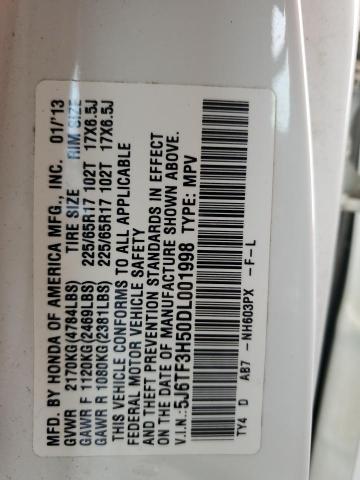 MFD. BY HONDA OF AMERICA MFG., INC. 01/'13
TIRE SIZE RIM SIZE
GVWR 2170KG(4784LBS)
GAWR F 1120KG(2469LBS) 225/65R17 102T 17X6.5J
GAWR R 1080KG(2381LBS) 225/65R17 102T 17X6.5J
THIS VEHICLE CONFORMS TO ALL APPLICABLE
FEDERAL MOTOR VEHICLE SAFETY
AND THEFT PREVENTION STANDARDS IN EFFECT
ON THE DATE OF MANUFACTURE SHOWN ABOVE.
V.I.N.: 5J6TF3H50DL001998 TYPE: MPV
TY4 D AB7 - NH603PX - F-L